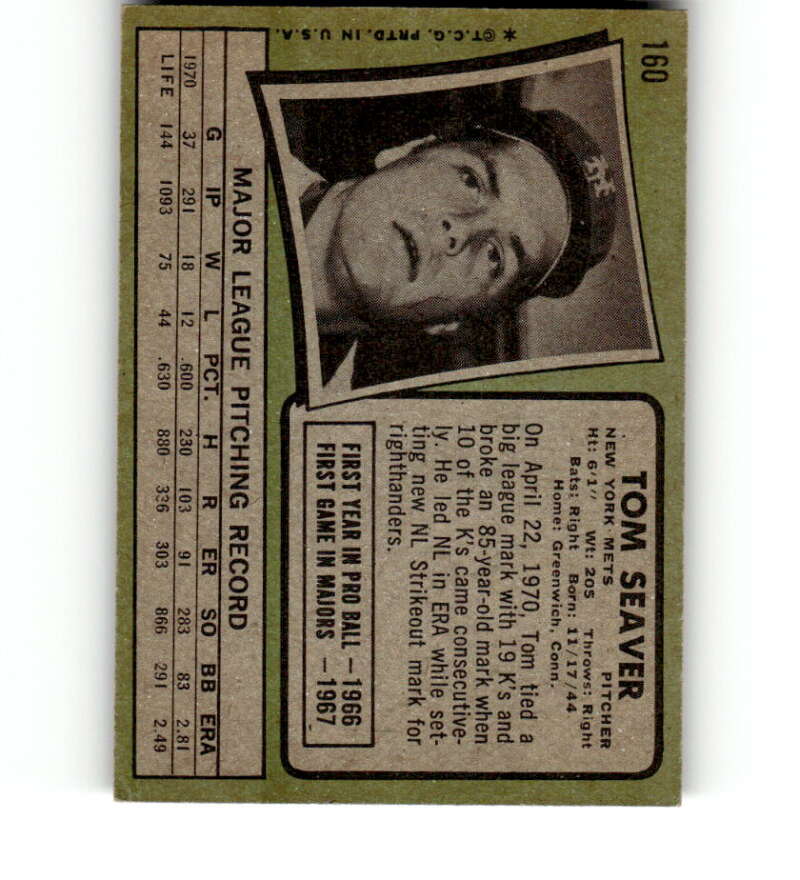 160
* ©T.C.G. PRTD. IN U.S.A.
TOM SEAVER
NEW YORK METS PITCHER
Ht: 6'1" Wt: 205 Throws: Right
Bats: Right Born: 11/17/44
Home: Greenwich, Conn.
On April 22, 1970, Tom tied a
big league mark with 19 K's and
broke an 85-year-old mark when
10 of the K's came consecutive-
ly. He led NL in ERA while set-
ting new NL Strikeout mark for
righthanders.
FIRST YEAR IN PRO BALL — 1966
FIRST GAME IN MAJORS — 1967
MAJOR LEAGUE PITCHING RECORD
G IP W L PCT. H R ER SO BB ERA
1970 37 291 18 12 .600 230 103 91 283 83 2.81
LIFE 144 1093 75 44 .630 880 336 303 866 291 2.49